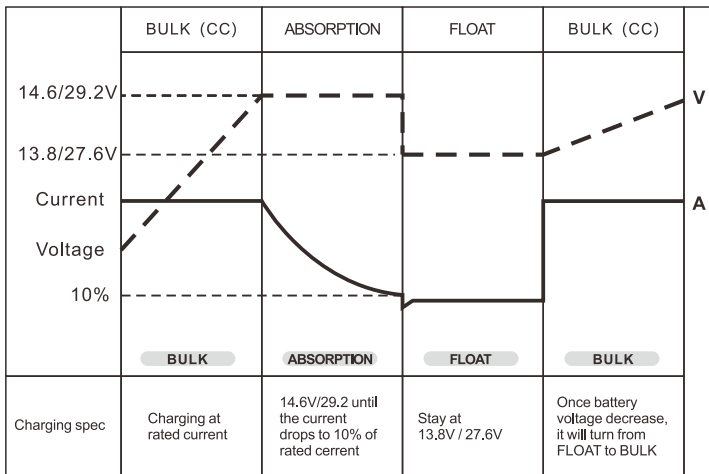 BULK (CC) ABSORPTION FLOAT BULK (CC)
14.6/29.2V
V
13.8/27.6V
Current
A
Voltage
10%
BULK ABSORPTION FLOAT BULK
Charging spec
Charging at
rated current
14.6V/29.2 until
the current
drops to 10% of
rated cerrent
Stay at
13.8V / 27.6V
Once battery
voltage decrease,
it will turn from
FLOAT to BULK